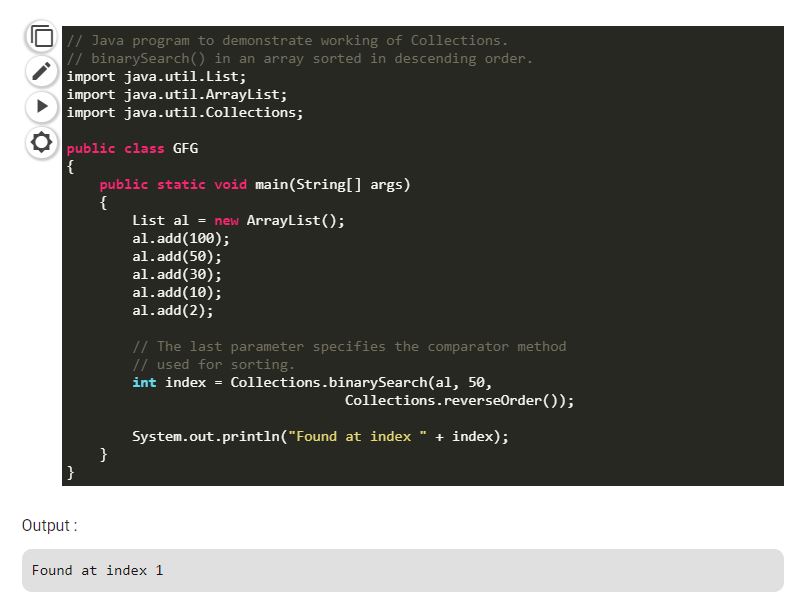 // Java program to demonstrate working of Collections.
// binarySearch() in an array sorted in descending order.
import java.util.List;
import java.util.ArrayList;
import java.util.Collections;
public class GFG
{
public static void main(String[] args)
{
List al = new ArrayList();
al.add(100);
al.add(50);
al.add(30);
al.add(10);
al.add(2);
// The last parameter specifies the comparator method
// used for sorting.
int index = Collections.binarySearch(al, 50,
Collections.reverseOrder());
System.out.println("Found at index " + index);
}
}
Output :
Found at index 1